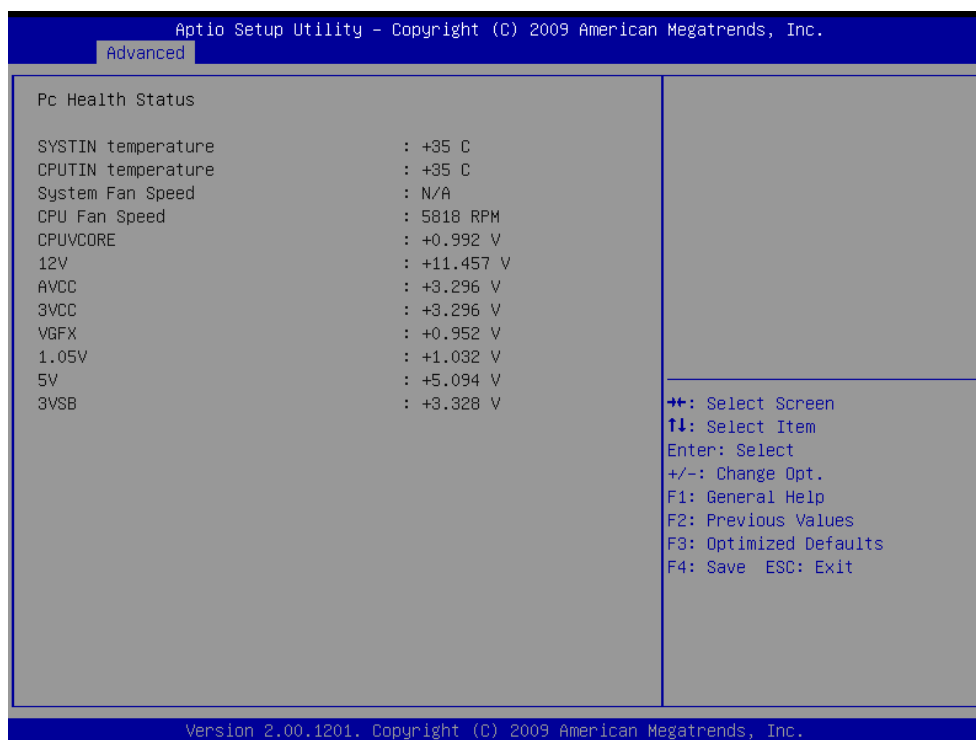 Aptio Setup Utility – Copyright (C) 2009 American Megatrends, Inc.
Advanced
Pc Health Status
SYSTIN temperature : +35 C
CPUTIN temperature : +35 C
System Fan Speed : N/A
CPU Fan Speed : 5818 RPM
CPUVCORE : +0.992 V
12V : +11.457 V
AVCC : +3.296 V
3VCC : +3.296 V
VGFX : +0.952 V
1.05V : +1.032 V
5V : +5.094 V
3VSB : +3.328 V
→←: Select Screen
↑↓: Select Item
Enter: Select
+/-: Change Opt.
F1: General Help
F2: Previous Values
F3: Optimized Defaults
F4: Save ESC: Exit
Version 2.00.1201. Copyright (C) 2009 American Megatrends, Inc.